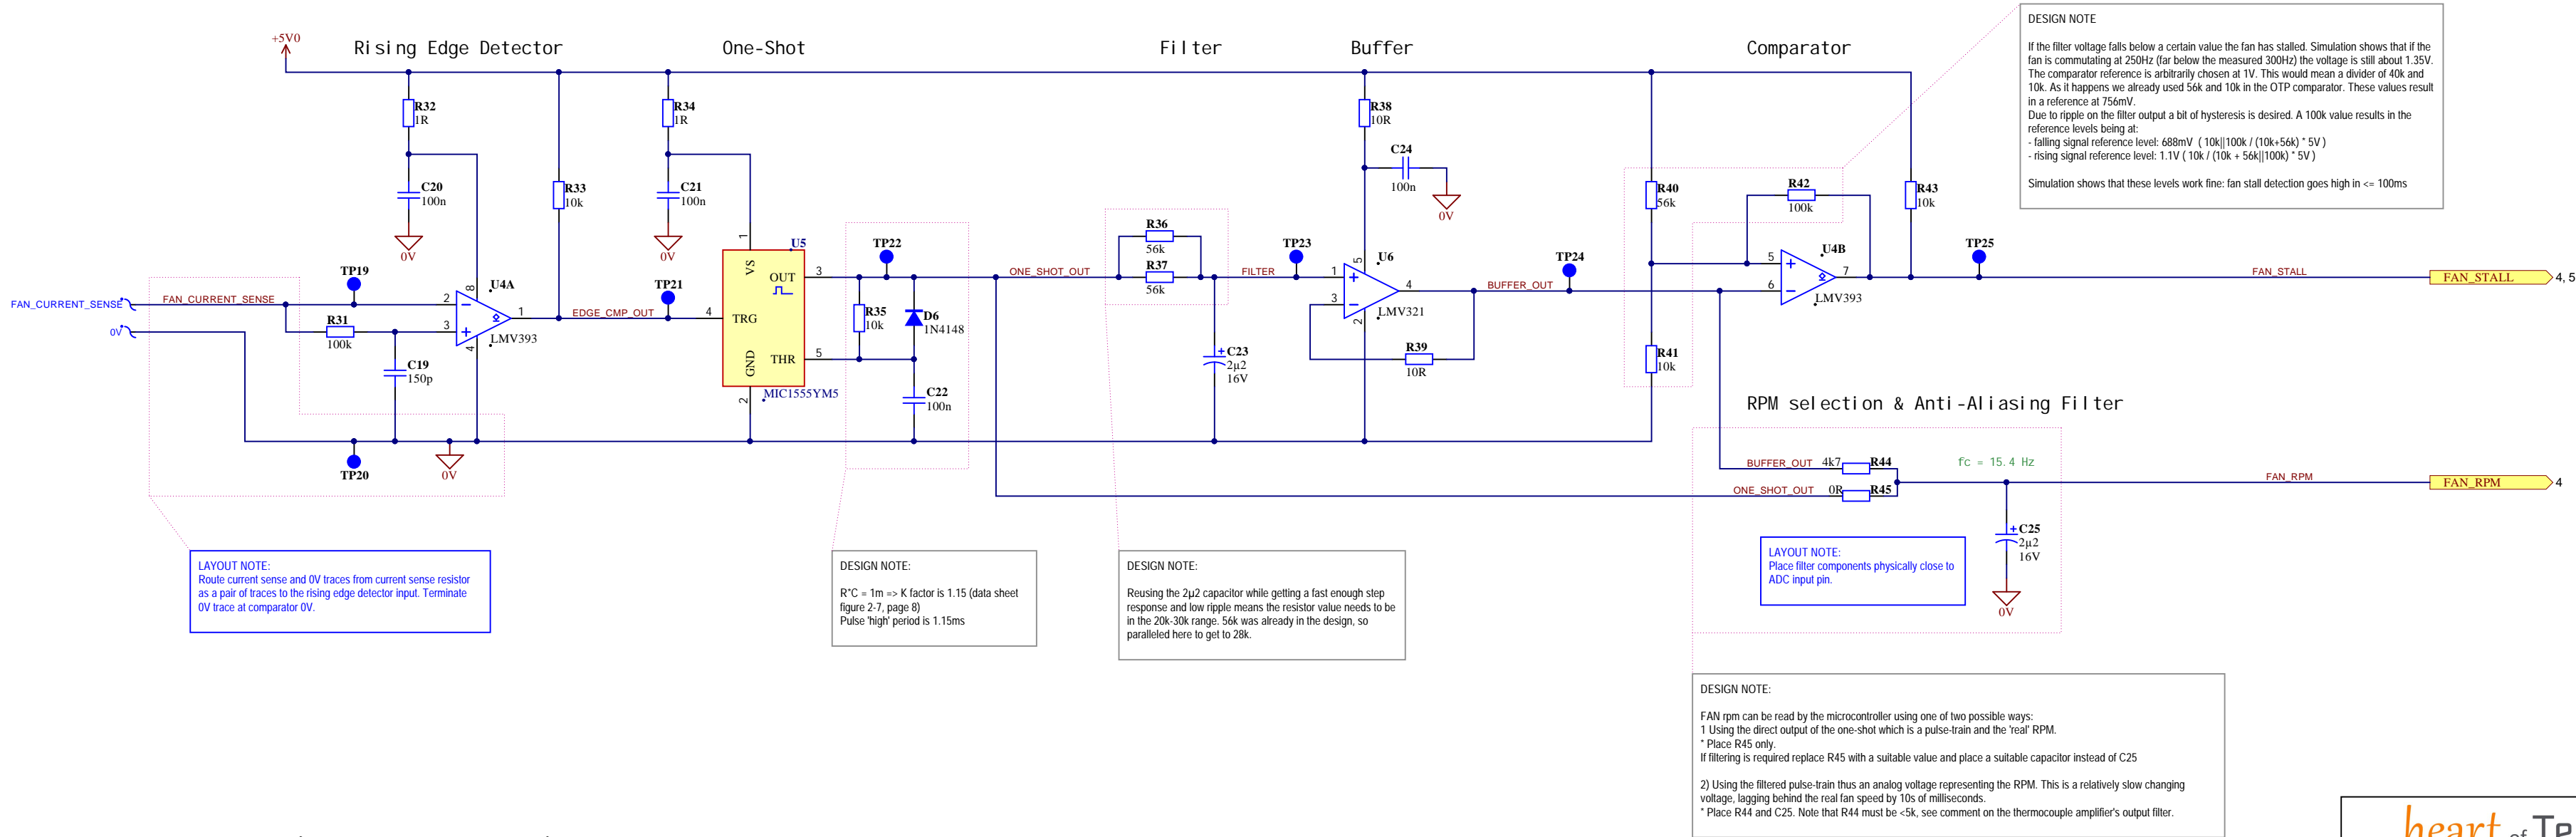 +5V0
Rising Edge Detector
One-Shot
Filter
Buffer
Comparator
DESIGN NOTE
If the filter voltage falls below a certain value the fan has stalled. Simulation shows that if the
fan is commutating at 250Hz (far below the measured 300Hz) the voltage is still about 1.35V.
The comparator reference is arbitrarily chosen at 1V. This would mean a divider of 40k and
10k. As it happens we already used 56k and 10k in the OTP comparator. These values result
in a reference at 756mV.
Due to ripple on the filter output a bit of hysteresis is desired. A 100k value results in the
reference levels being at:
- falling signal reference level: 688mV ( 10k||100k / (10k+56k) * 5V )
- rising signal reference level: 1.1V ( 10k / (10k + 56k||100k) * 5V )
Simulation shows that these levels work fine: fan stall detection goes high in <= 100ms
R32
1R
C20
100n
0V
R33
10k
R34
1R
C21
100n
0V
R38
10R
C24
100n
0V
R40
56k
R42
100k
R43
10k
FAN_CURRENT_SENSE
0V
FAN_CURRENT_SENSE
TP19
R31
100k
C19
150p
2
3
8
4
1
U4A
LMV393
EDGE_CMP_OUT
TP21
TP20
0V
U5
1
VS
OUT
3
4
TRG
THR
5
GND
2
MIC1555YM5
TP22
R35
10k
D6
1N4148
C22
100n
ONE_SHOT_OUT
R36
56k
R37
56k
FILTER
C23
2µ2
16V
TP23
1
3
5
2
4
U6
LMV321
R39
10R
BUFFER_OUT
TP24
R41
10k
5
6
7
U4B
LMV393
TP25
FAN_STALL
FAN_STALL
4, 5
RPM selection & Anti-Aliasing Filter
BUFFER_OUT
4k7
R44
ONE_SHOT_OUT
0R
R45
fc = 15.4 Hz
C25
2µ2
16V
0V
FAN_RPM
FAN_RPM
4
LAYOUT NOTE:
Route current sense and 0V traces from current sense resistor
as a pair of traces to the rising edge detector input. Terminate
0V trace at comparator 0V.
DESIGN NOTE:
R*C = 1m => K factor is 1.15 (data sheet
figure 2-7, page 8)
Pulse 'high' period is 1.15ms
DESIGN NOTE:
Reusing the 2µ2 capacitor while getting a fast enough step
response and low ripple means the resistor value needs to be
in the 20k-30k range. 56k was already in the design, so
paralleled here to get to 28k.
LAYOUT NOTE:
Place filter components physically close to
ADC input pin.
DESIGN NOTE:
FAN rpm can be read by the microcontroller using one of two possible ways:
1 Using the direct output of the one-shot which is a pulse-train and the 'real' RPM.
* Place R45 only.
If filtering is required replace R45 with a suitable value and place a suitable capacitor instead of C25
2) Using the filtered pulse-train thus an analog voltage representing the RPM. This is a relatively slow changing
voltage, lagging behind the real fan speed by 10s of milliseconds.
* Place R44 and C25. Note that R44 must be <5k, see comment on the thermocouple amplifier's output filter.
heart of Te